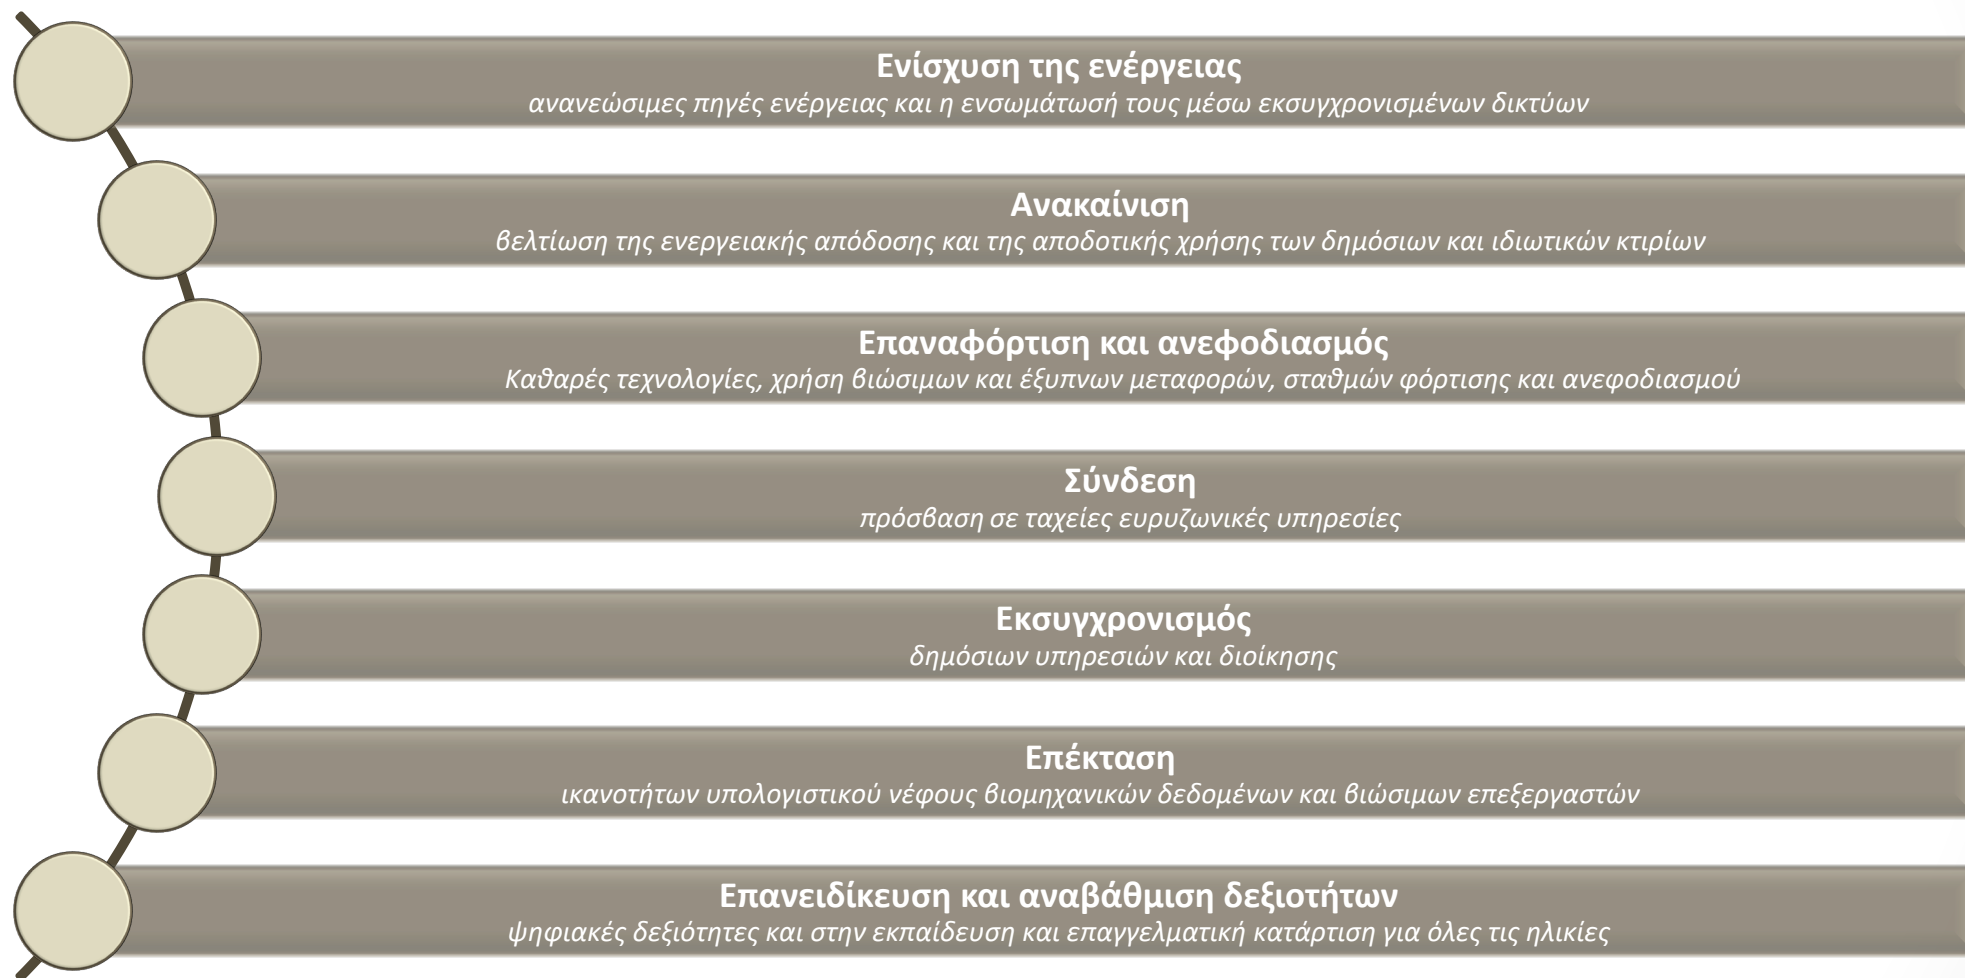 Ενίσχυση της ενέργειας
ανανεώσιμες πηγές ενέργειας και η ενσωμάτωσή τους μέσω εκσυγχρονισμένων δικτύων
Ανακαίνιση
βελτίωση της ενεργειακής απόδοσης και της αποδοτικής χρήσης των δημόσιων και ιδιωτικών κτιρίων
Επαναφόρτιση και ανεφοδιασμός
Καθαρές τεχνολογίες, χρήση βιώσιμων και έξυπνων μεταφορών, σταθμών φόρτισης και ανεφοδιασμού
Σύνδεση
πρόσβαση σε ταχείες ευρυζωνικές υπηρεσίες
Εκσυγχρονισμός
δημόσιων υπηρεσιών και διοίκησης
Επέκταση
ικανοτήτων υπολογιστικού νέφους βιομηχανικών δεδομένων και βιώσιμων επεξεργαστών
Επανειδίκευση και αναβάθμιση δεξιοτήτων
ψηφιακές δεξιότητες και στην εκπαίδευση και επαγγελματική κατάρτιση για όλες τις ηλικίες